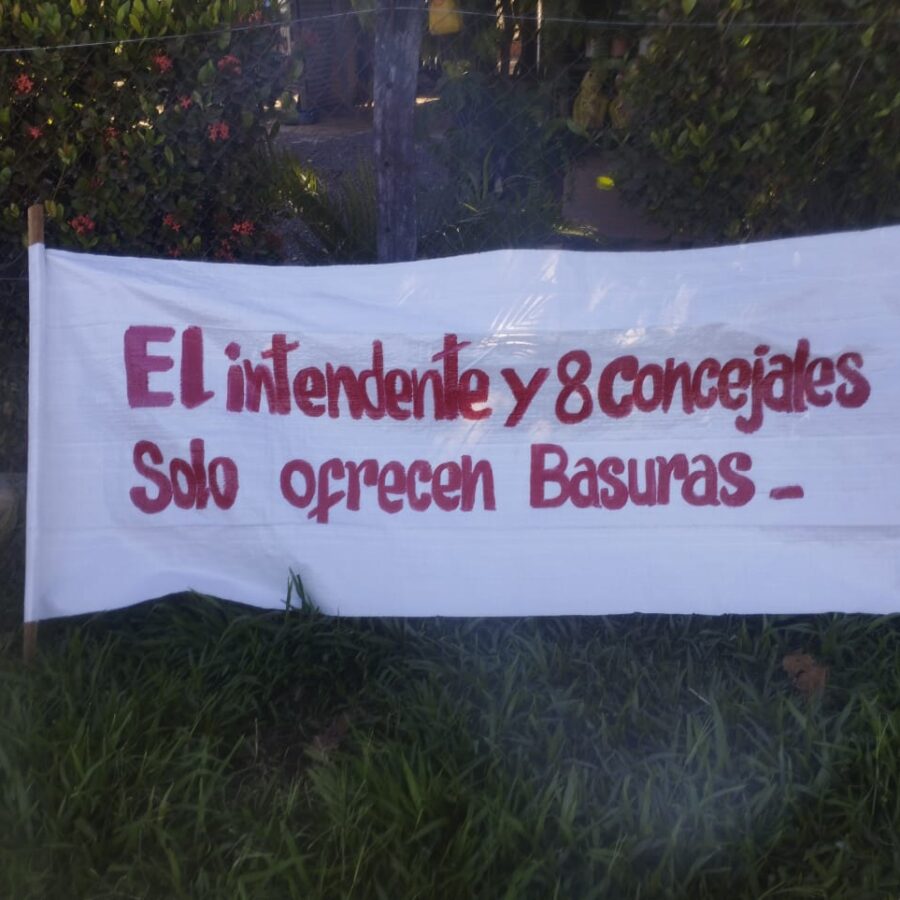 El intendente y 8 Concejales
Solo ofrecen Basuras -